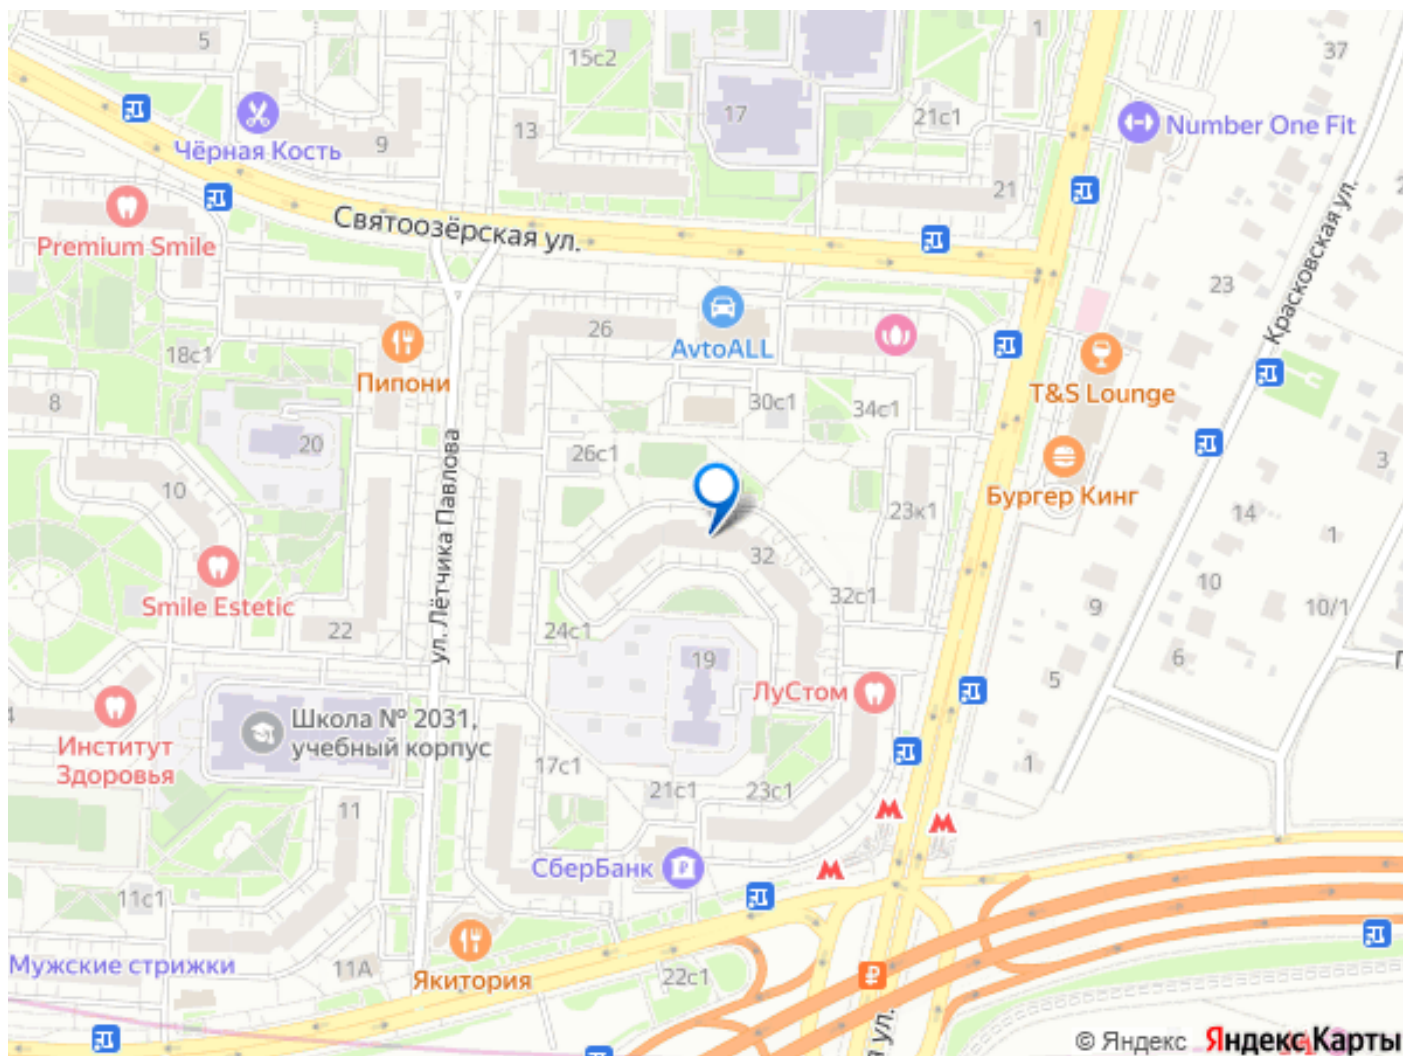 5
15с2
1
37
17
21с1
Number One Fit
Чёрная Кость
9
13
21
Premium Smile
Святоозёрская ул.
Красковская ул.
23
26
AvtoALL
18с1
Пипони
T&S Lounge
8
30с1
34с1
20
26с1
3
10
ул. Лётчика Павлова
Бургер Кинг
23к1
14
1
32
Smile Estetic
32с1
10
9
10/1
22
24с1
19
6
5
ЛуСтом
Школа № 2031,
учебный корпус
Институт
Здоровья
17с1
1
21с1
23с1
11
М
М
СберБанк
М
11с1
Мужские стрижки
11А
Якитория
22с1
₽
ул.
© Яндекс Яндекс Карты